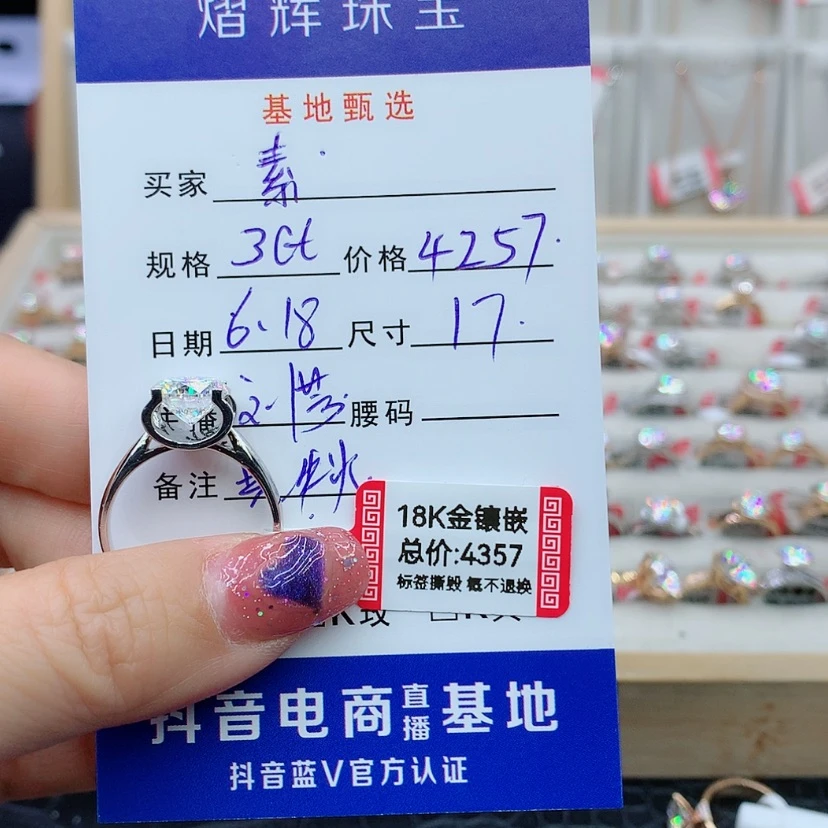 熠辉珠宝
基地甄选
买家 素
规格 3ct 价格 4257
日期 6.18 尺寸 17
腰码
备注
18K金镶嵌
总价:4357
标签撕毁 概不退换
抖音电商直播基地
抖音蓝V官方认证